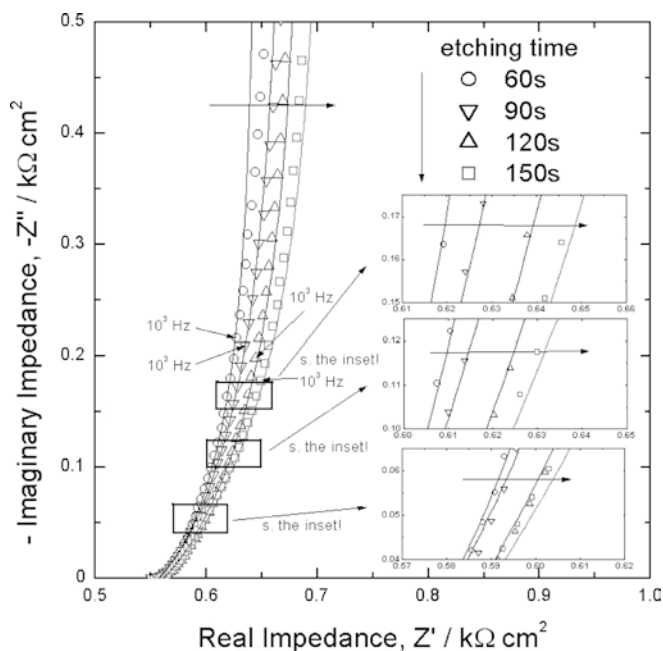 etching time
60s
90s
120s
150s
0.5
0.4
0.3
0.2
0.1
0
0.5 0.6 0.7 0.8 0.9 1.0
- Imaginary Impedance, -Z'' / kΩ cm²
Real Impedance, Z' / kΩ cm²
10³ Hz
10³ Hz
10³ Hz
10³ Hz
s. the inset!
s. the inset!
s. the inset!
0.17
0.16
0.15
0.61 0.62 0.63 0.64 0.65 0.66
0.12
0.11
0.10
0.60 0.61 0.62 0.63 0.64 0.65
0.06
0.05
0.04
0.57 0.58 0.59 0.60 0.61 0.62